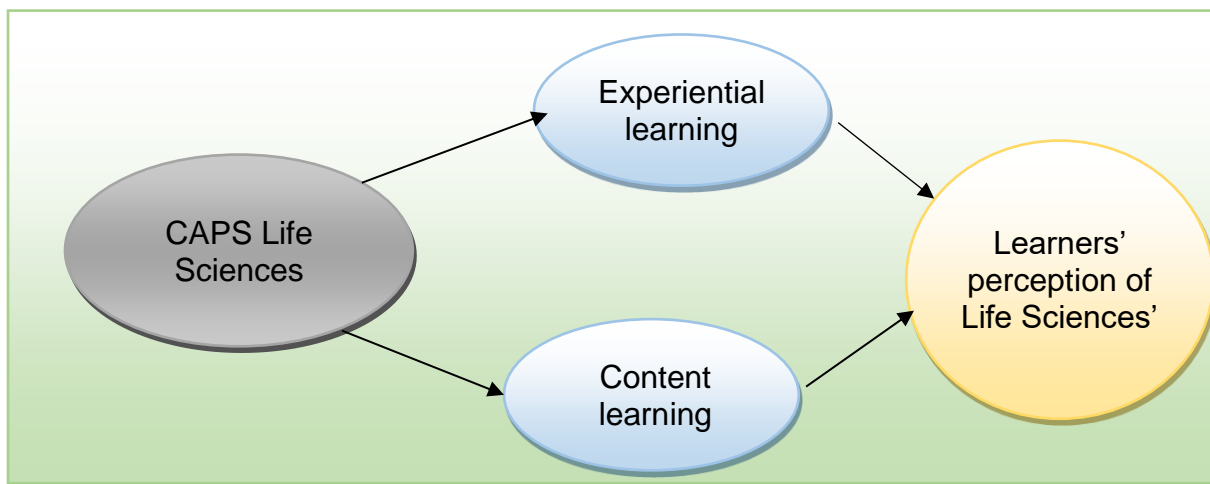 Experiential
learning
CAPS Life
Sciences
Learners’
perception of
Life Sciences’
Content
learning